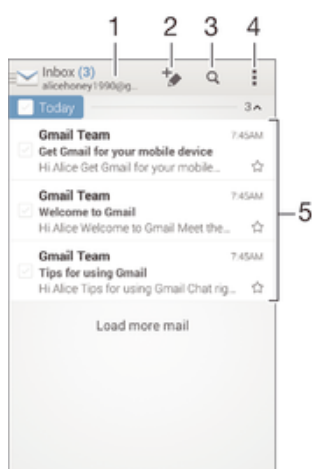 1 2 3 4
Inbox (3)
alicehoney1990@g...
Today 3
Gmail Team 7:45AM
Get Gmail for your mobile device
Hi Alice Get Gmail for your mobile...
Gmail Team 7:45AM
Welcome to Gmail
Hi Alice Welcome to Gmail Meet the...
5
Gmail Team 7:45AM
Tips for using Gmail
Hi Alice Tips for using Gmail Chat rig...
Load more mail